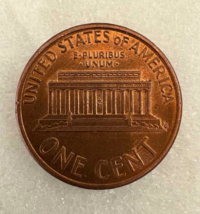 UNITED STATES of AMERICA
E·PLURIBUS
·UNUM·
ONE CENT